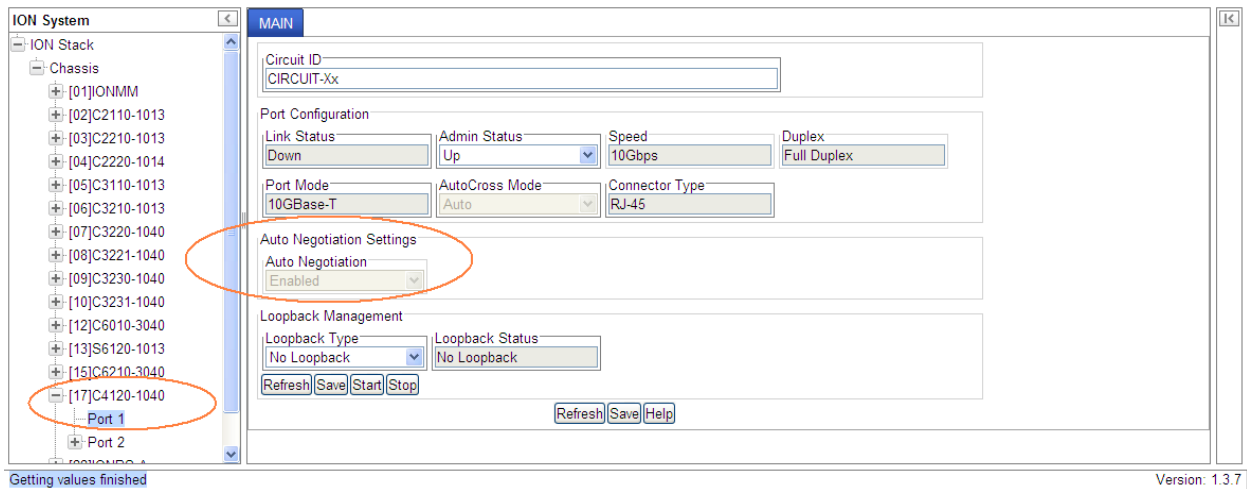 ION System
ION Stack
Chassis
[01]IONMM
[02]C2110-1013
[03]C2210-1013
[04]C2220-1014
[05]C3110-1013
[06]C3210-1013
[07]C3220-1040
[08]C3221-1040
[09]C3230-1040
[10]C3231-1040
[12]C6010-3040
[13]S6120-1013
[15]C6210-3040
[17]C4120-1040
Port 1
Port 2
MAIN
Circuit ID
CIRCUIT-Xx
Port Configuration
Link Status Admin Status Speed Duplex
Down Up 10Gbps Full Duplex
Port Mode AutoCross Mode Connector Type
10GBase-T Auto RJ-45
Auto Negotiation Settings
Auto Negotiation
Enabled
Loopback Management
Loopback Type Loopback Status
No Loopback No Loopback
Refresh Save Start Stop
Refresh Save Help
Getting values finished
Version: 1.3.7